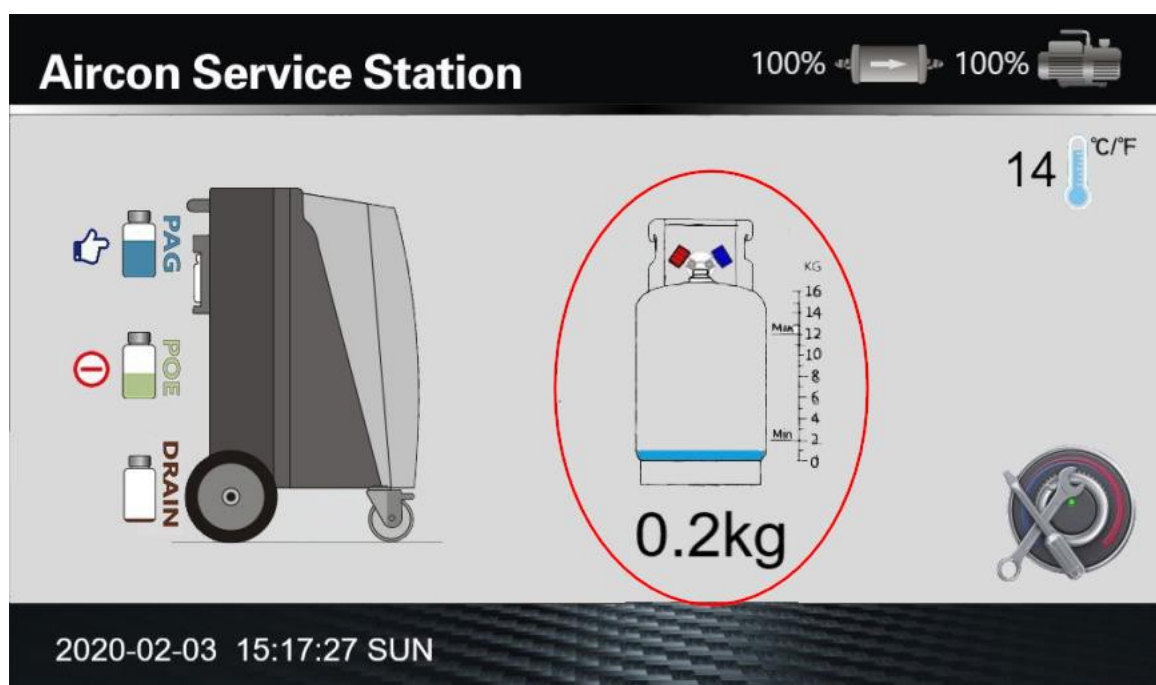 Aircon Service Station
100%
100%
14 °C/°F
PAG
POE
DRAIN
KG
16
14
Max 12
10
8
6
4
Min 2
0
0.2kg
2020-02-03 15:17:27 SUN